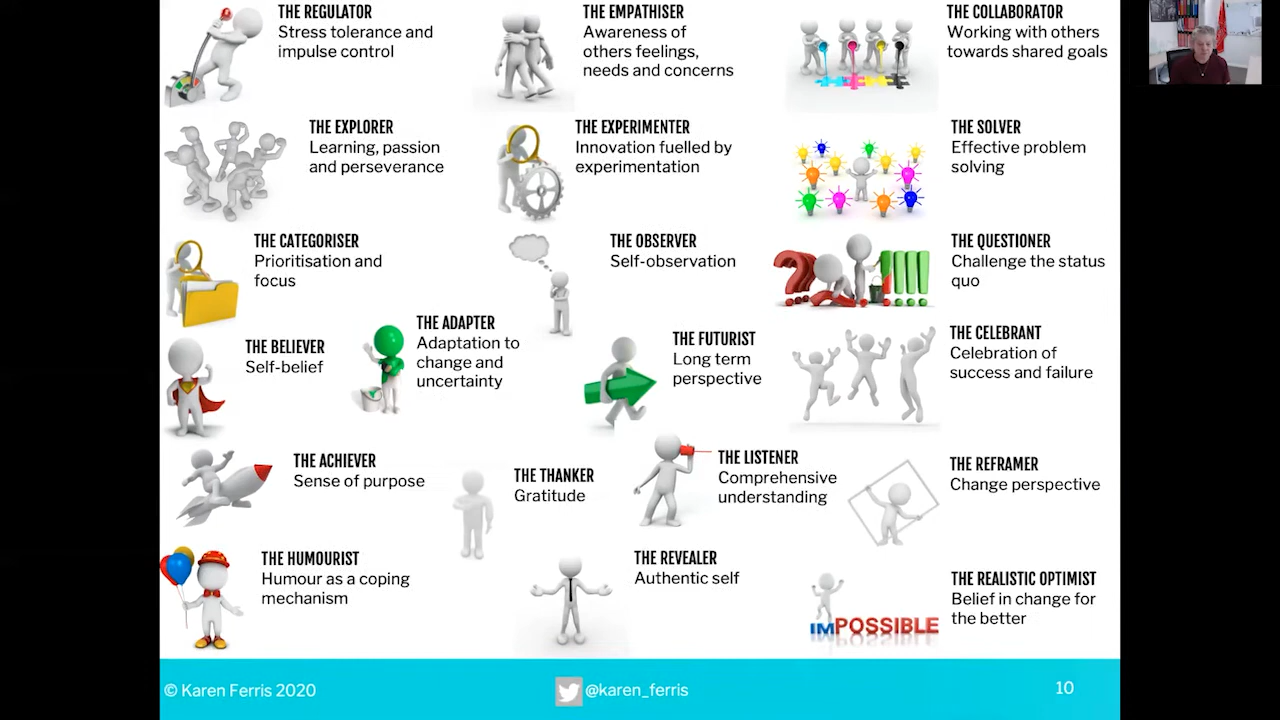 THE REGULATOR
Stress tolerance and
impulse control
THE EMPATHISER
Awareness of
others feelings,
needs and concerns
THE COLLABORATOR
Working with others
towards shared goals
THE EXPLORER
Learning, passion
and perseverance
THE EXPERIMENTER
Innovation fuelled by
experimentation
THE SOLVER
Effective problem
solving
THE CATEGORISER
Prioritisation and
focus
THE OBSERVER
Self-observation
THE QUESTIONER
Challenge the status
quo
THE BELIEVER
Self-belief
THE ADAPTER
Adaptation to
change and
uncertainty
THE FUTURIST
Long term
perspective
THE CELEBRANT
Celebration of
success and failure
THE ACHIEVER
Sense of purpose
THE THANKER
Gratitude
THE LISTENER
Comprehensive
understanding
THE REFRAMER
Change perspective
THE HUMOURIST
Humour as a coping
mechanism
THE REVEALER
Authentic self
THE REALISTIC OPTIMIST
Belief in change for
the better
IMPOSSIBLE
© Karen Ferris 2020
@karen_ferris
10